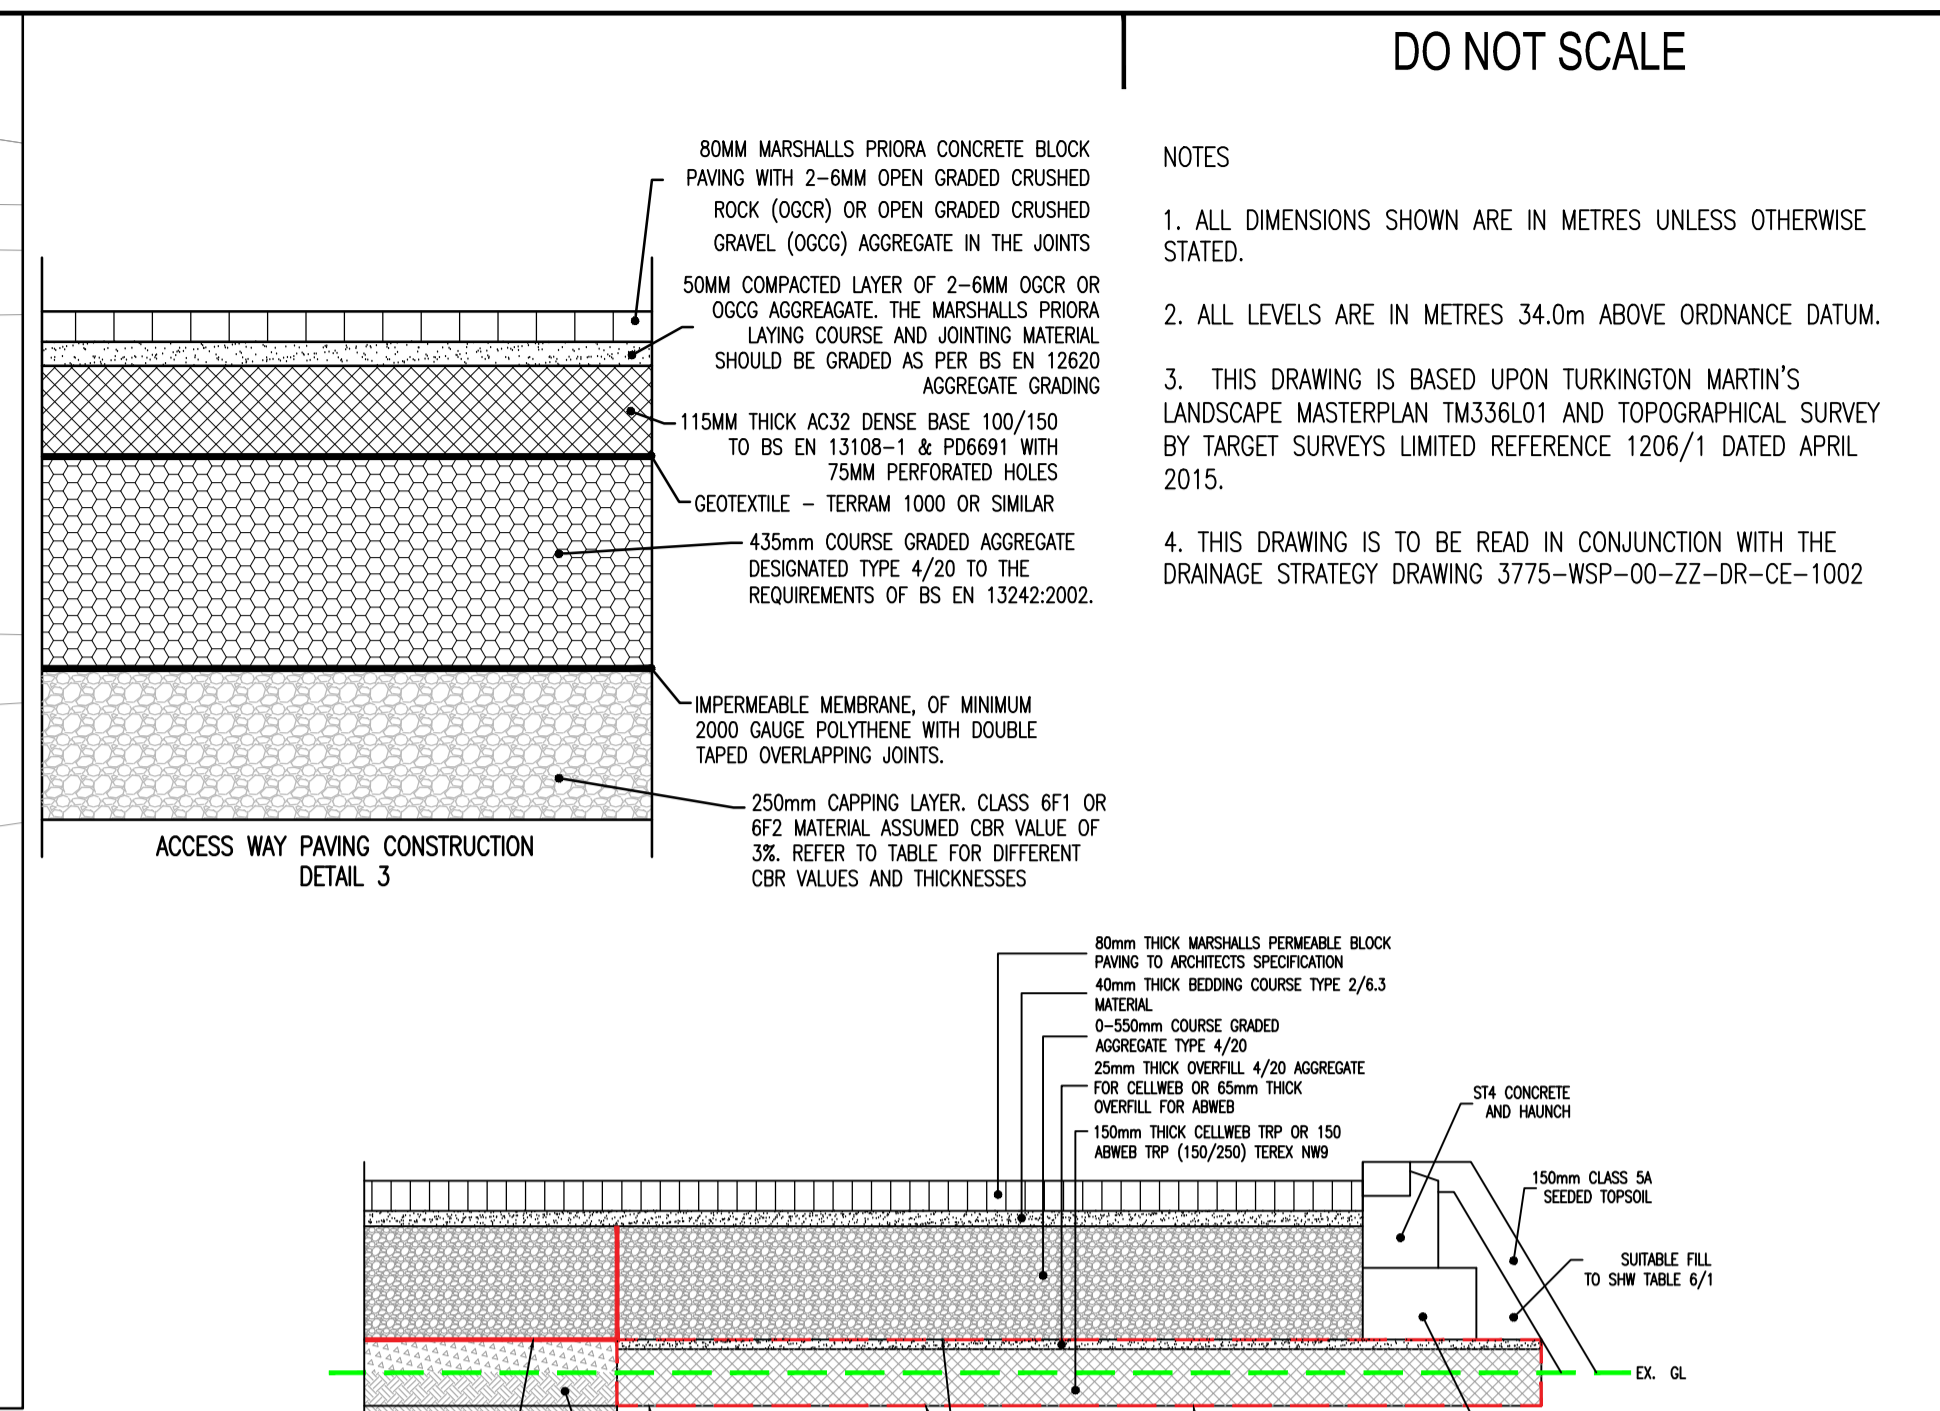 DO NOT SCALE
80MM MARSHALLS PRIORA CONCRETE BLOCK
PAVING WITH 2-6MM OPEN GRADED CRUSHED
ROCK (OGCR) OR OPEN GRADED CRUSHED
GRAVEL (OGCG) AGGREGATE IN THE JOINTS
50MM COMPACTED LAYER OF 2-6MM OGCR OR
OGCG AGGREAGATE. THE MARSHALLS PRIORA
LAYING COURSE AND JOINTING MATERIAL
SHOULD BE GRADED AS PER BS EN 12620
AGGREGATE GRADING
115MM THICK AC32 DENSE BASE 100/150
TO BS EN 13108-1 & PD6691 WITH
75MM PERFORATED HOLES
GEOTEXTILE - TERRAM 1000 OR SIMILAR
435mm COURSE GRADED AGGREGATE
DESIGNATED TYPE 4/20 TO THE
REQUIREMENTS OF BS EN 13242:2002.
IMPERMEABLE MEMBRANE, OF MINIMUM
2000 GAUGE POLYTHENE WITH DOUBLE
TAPED OVERLAPPING JOINTS.
250mm CAPPING LAYER. CLASS 6F1 OR
6F2 MATERIAL ASSUMED CBR VALUE OF
3%. REFER TO TABLE FOR DIFFERENT
CBR VALUES AND THICKNESSES
ACCESS WAY PAVING CONSTRUCTION
DETAIL 3
NOTES
1. ALL DIMENSIONS SHOWN ARE IN METRES UNLESS OTHERWISE
STATED.
2. ALL LEVELS ARE IN METRES 34.0m ABOVE ORDNANCE DATUM.
3. THIS DRAWING IS BASED UPON TURKINGTON MARTIN'S
LANDSCAPE MASTERPLAN TM336L01 AND TOPOGRAPHICAL SURVEY
BY TARGET SURVEYS LIMITED REFERENCE 1206/1 DATED APRIL
2015.
4. THIS DRAWING IS TO BE READ IN CONJUNCTION WITH THE
DRAINAGE STRATEGY DRAWING 3775-WSP-00-ZZ-DR-CE-1002
80mm THICK MARSHALLS PERMEABLE BLOCK
PAVING TO ARCHITECTS SPECIFICATION
40mm THICK BEDDING COURSE TYPE 2/6.3
MATERIAL
0-550mm COURSE GRADED
AGGREGATE TYPE 4/20
25mm THICK OVERFILL 4/20 AGGREGATE
FOR CELLWEB OR 65mm THICK
OVERFILL FOR ABWEB
150mm THICK CELLWEB TRP OR 150
ABWEB TRP (150/250) TEREX NW9
ST4 CONCRETE
AND HAUNCH
150mm CLASS 5A
SEEDED TOPSOIL
SUITABLE FILL
TO SHW TABLE 6/1
EX. GL